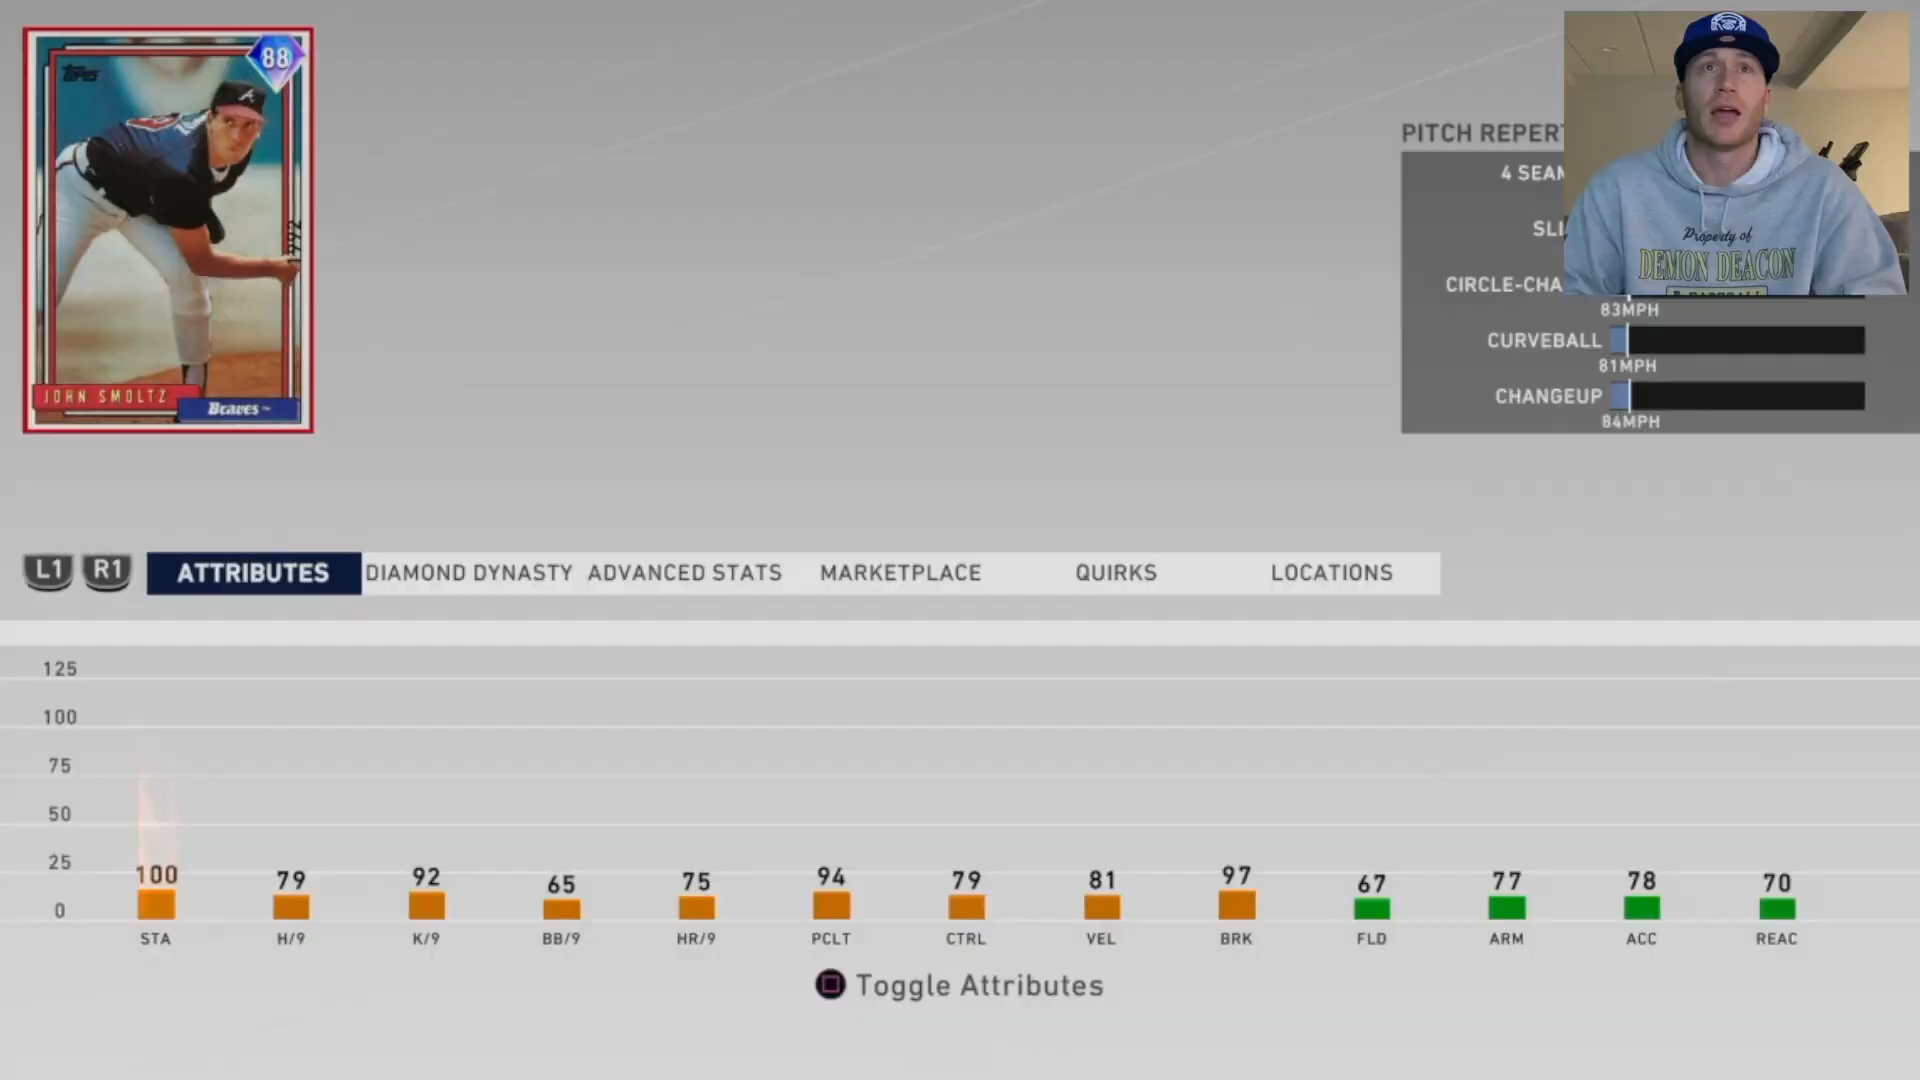 88
Topps
A
1992
JOHN SMOLTZ
Braves
PITCH REPERT
4 SEAM
SLI
CIRCLE-CHA
83MPH
CURVEBALL
81MPH
CHANGEUP
84MPH
Property of
DEMON DEACON
BASEBALL
L1 R1 ATTRIBUTES DIAMOND DYNASTY ADVANCED STATS MARKETPLACE QUIRKS LOCATIONS
125
100
75
50
25
0
100 79 92 65 75 94 79 81 97 67 77 78 70
STA H/9 K/9 BB/9 HR/9 PCLT CTRL VEL BRK FLD ARM ACC REAC
Toggle Attributes